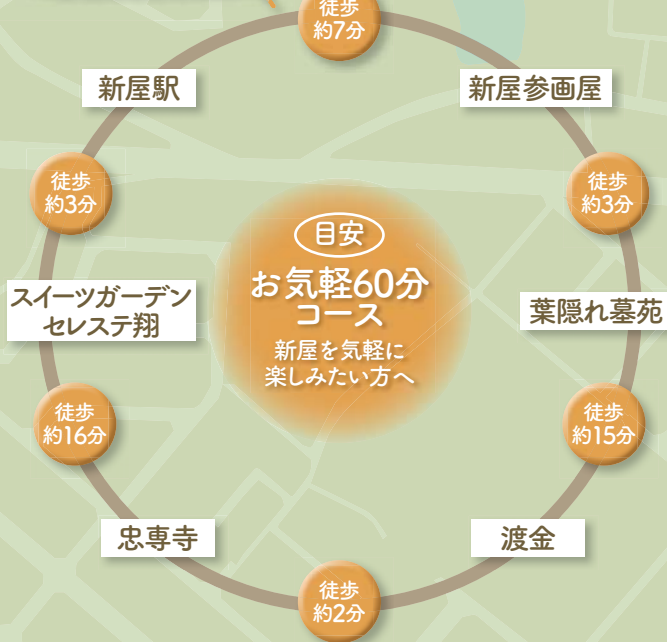 徒歩
約7分
新屋駅
新屋参画屋
徒歩
約3分
徒歩
約3分
目安
お気軽60分
コース
新屋を気軽に
楽しみたい方へ
スイーツガーデン
セレステ翔
葉隠れ墓苑
徒歩
約16分
徒歩
約15分
忠専寺
渡金
徒歩
約2分